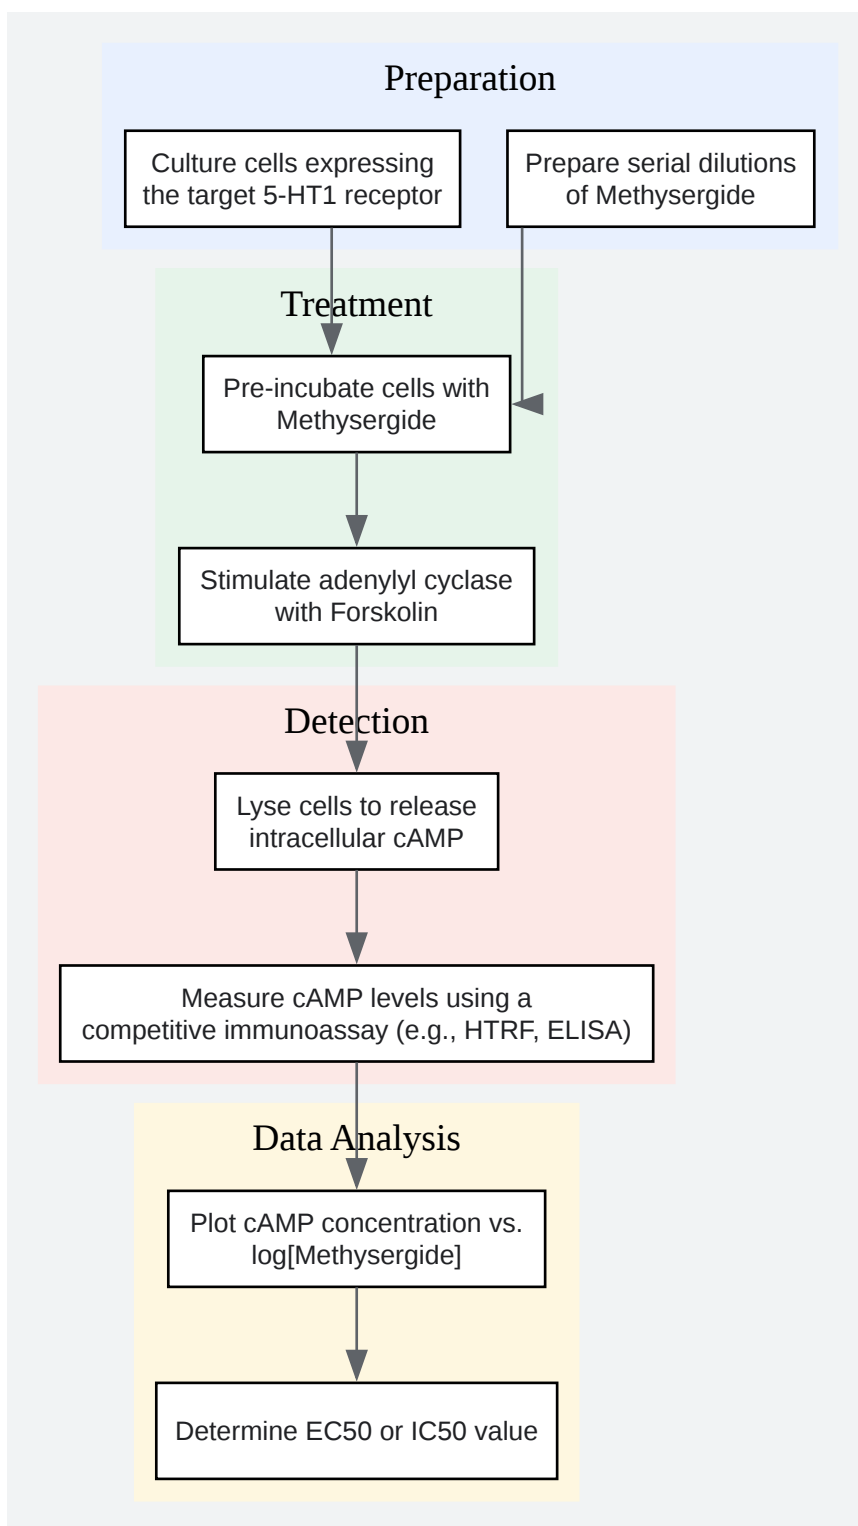 Preparation
Culture cells expressing
the target 5-HT1 receptor
Prepare serial dilutions
of Methysergide
Treatment
Pre-incubate cells with
Methysergide
Stimulate adenylyl cyclase
with Forskolin
Detection
Lyse cells to release
intracellular cAMP
Measure cAMP levels using a
competitive immunoassay (e.g., HTRF, ELISA)
Data Analysis
Plot cAMP concentration vs.
log[Methysergide]
Determine EC50 or IC50 value